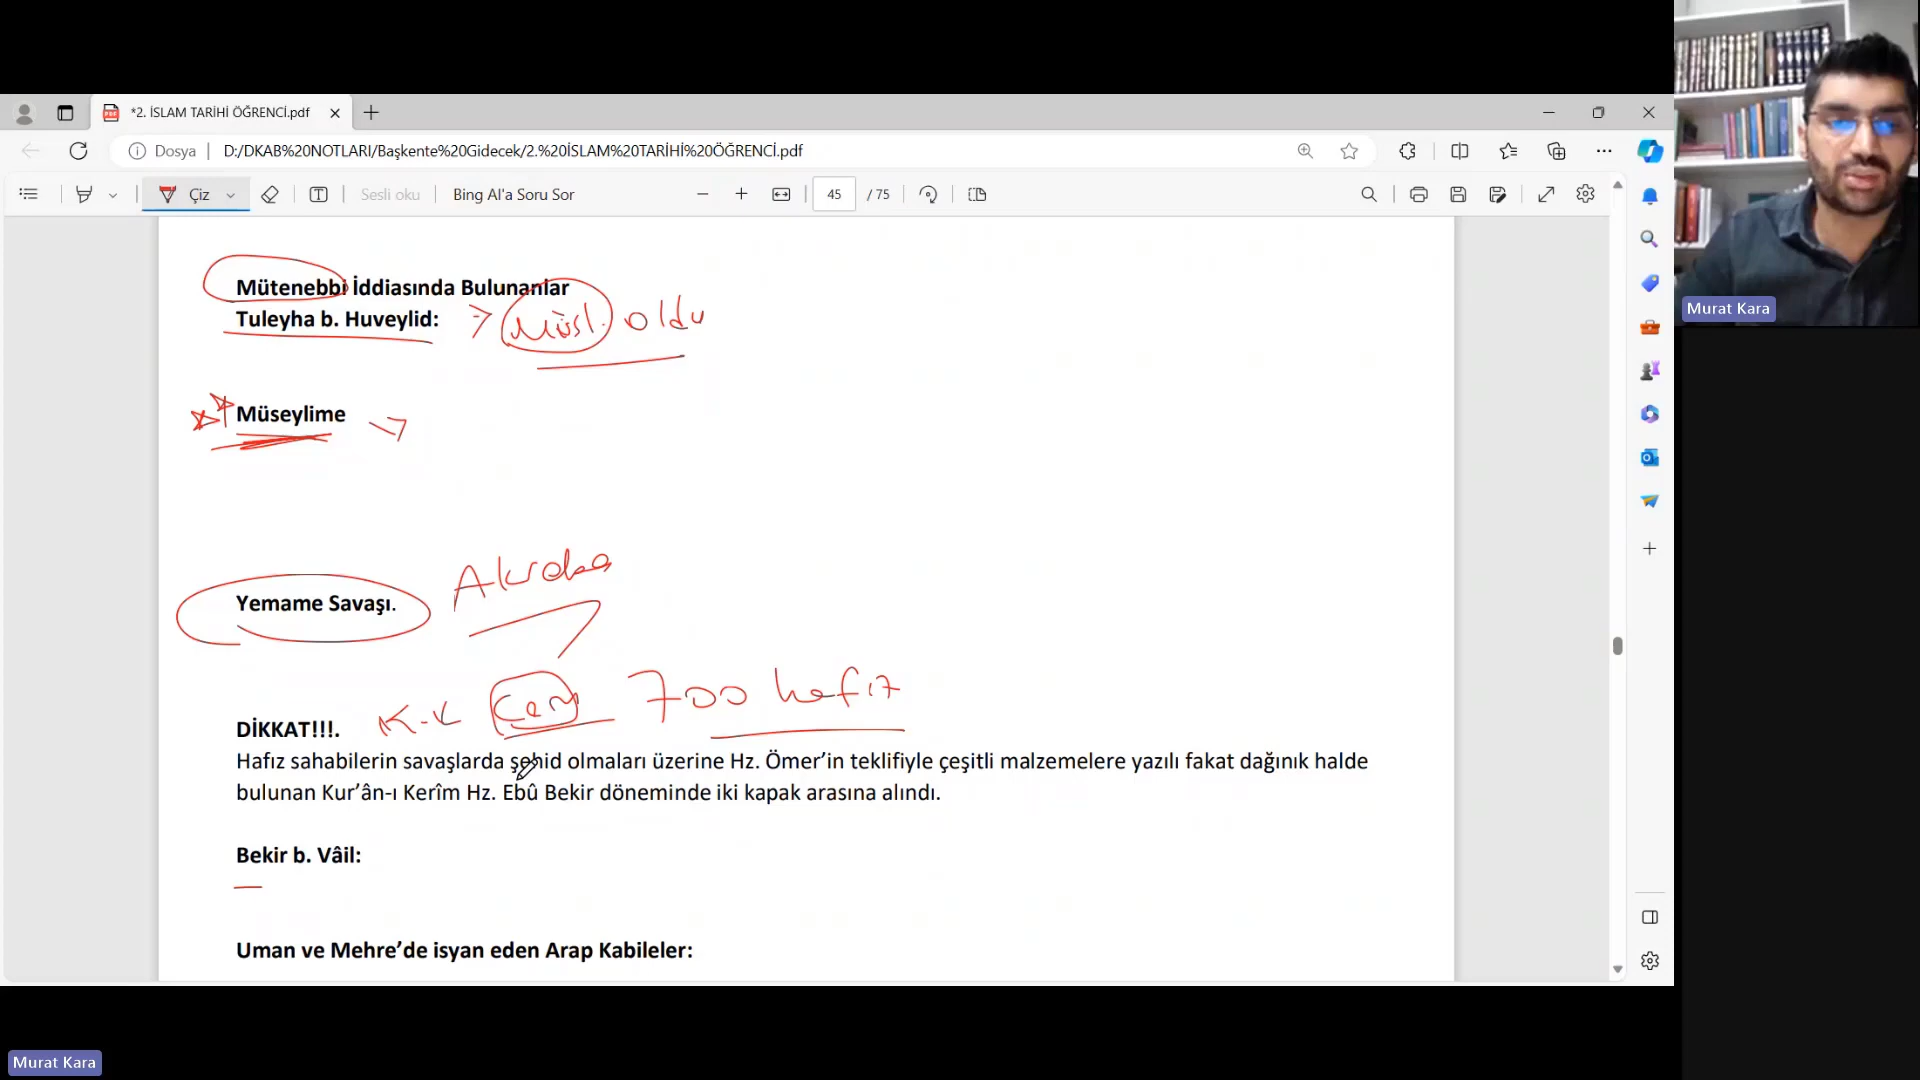 *2. İSLAM TARİHİ ÖĞRENCİ.pdf
Dosya
D:/DKAB%20NOTLARI/Başkente%20Gidecek/2.%20İSLAM%20TARİHİ%20ÖĞRENCİ.pdf
Çiz
Sesli oku
Bing AI'a Soru Sor
45 / 75
Murat Kara
Mütenebbi İddiasında Bulunanlar
Tuleyha b. Huveylid: Müsl. oldu
Müseylime
Akraba
Yemame Savaşı.
K.K Cem 700 hafız
DİKKAT!!!.
Hafız sahabilerin savaşlarda şehid olmaları üzerine Hz. Ömer’in teklifiyle çeşitli malzemelere yazılı fakat dağınık halde
bulunan Kur’ân-ı Kerîm Hz. Ebû Bekir döneminde iki kapak arasına alındı.
Bekir b. Vâil:
Uman ve Mehre’de isyan eden Arap Kabileler:
Murat Kara